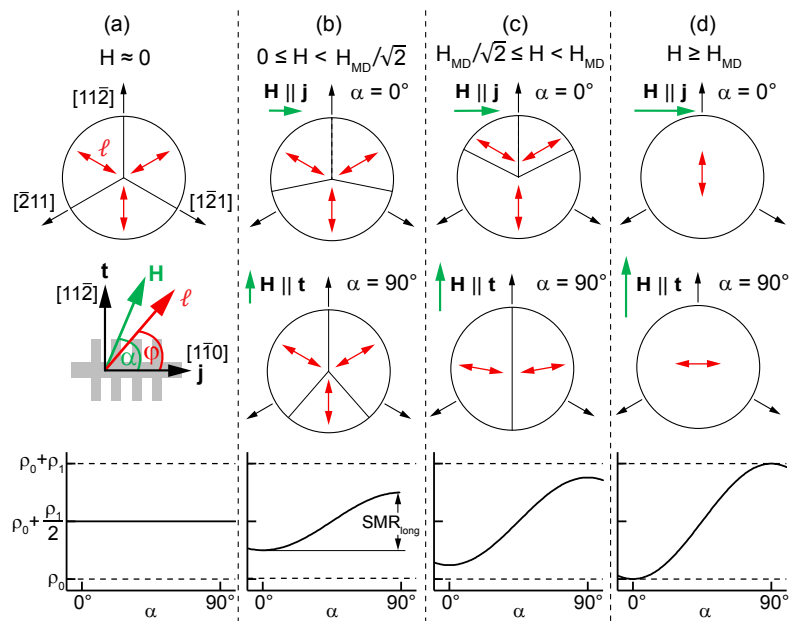 (a) (b) (c) (d)
H ≈ 0
0 ≤ H < H_MD/√2
H_MD/√2 ≤ H < H_MD
H ≥ H_MD
H || j α = 0°
H || j α = 0°
H || j α = 0°
[112̄]
ℓ
[2̄11]
[12̄1]
t
[112̄]
H
ℓ
α
φ
[11̄0]
j
H || t α = 90°
H || t α = 90°
H || t α = 90°
ρ₀+ρ₁
ρ₀+ρ₁/2
ρ₀
SMR_long
0° α 90°
0° α 90°
0° α 90°
0° α 90°